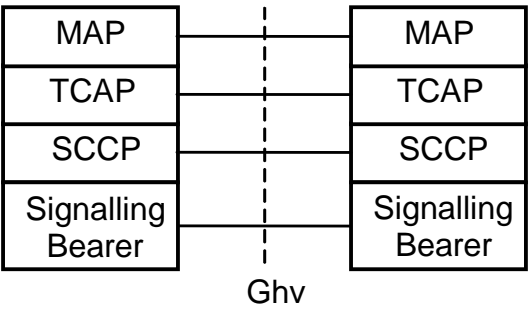 MAP
MAP
TCAP
TCAP
SCCP
SCCP
Signalling
Bearer
Signalling
Bearer
Ghv